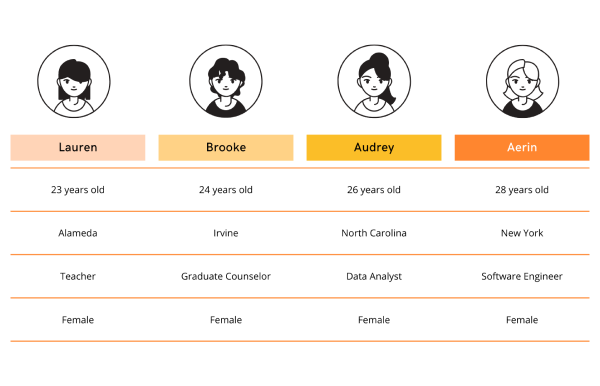 Lauren Brooke Audrey Aerin
23 years old 24 years old 26 years old 28 years old
Alameda Irvine North Carolina New York
Teacher Graduate Counselor Data Analyst Software Engineer
Female Female Female Female